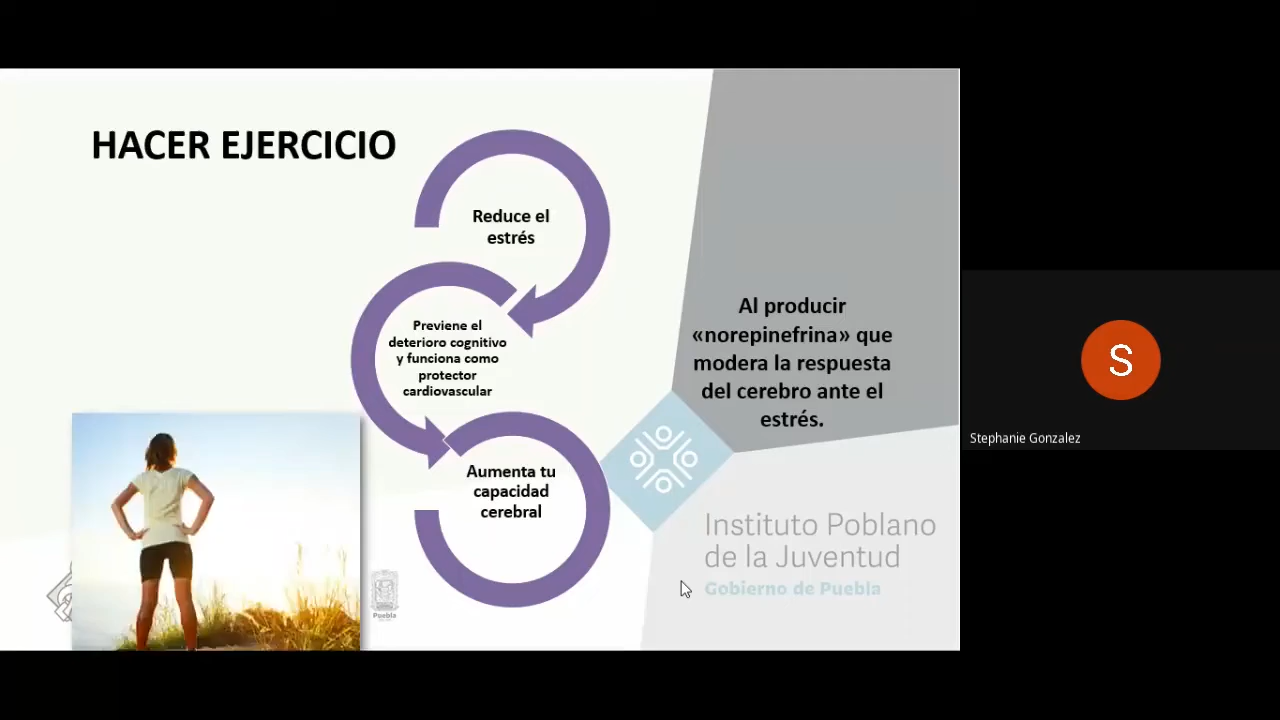 HACER EJERCICIO
Reduce el
estrés
Previene el
deterioro cognitivo
y funciona como
protector
cardiovascular
Aumenta tu
capacidad
cerebral
Al producir
«norepinefrina» que
modera la respuesta
del cerebro ante el
estrés.
Instituto Poblano
de la Juventud
Gobierno de Puebla
Puebla
S
Stephanie Gonzalez